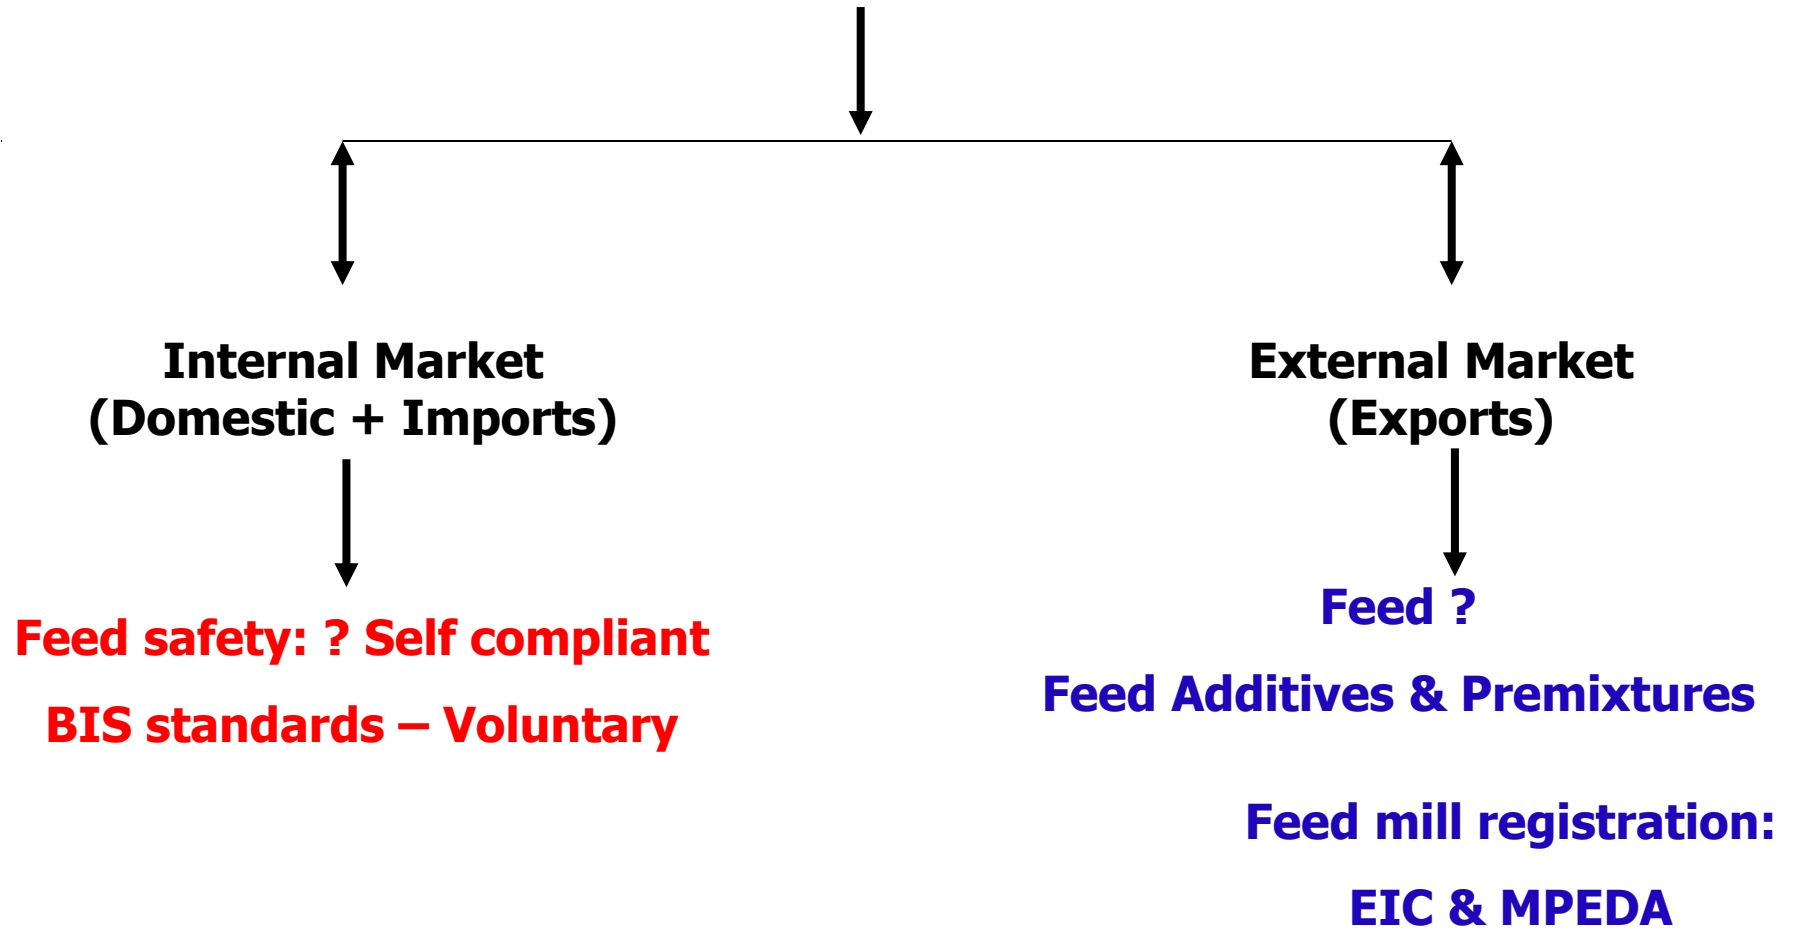 Internal Market
(Domestic + Imports)
Feed safety: ? Self compliant
BIS standards – Voluntary
External Market
(Exports)
Feed ?
Feed Additives & Premixtures
Feed mill registration:
EIC & MPEDA